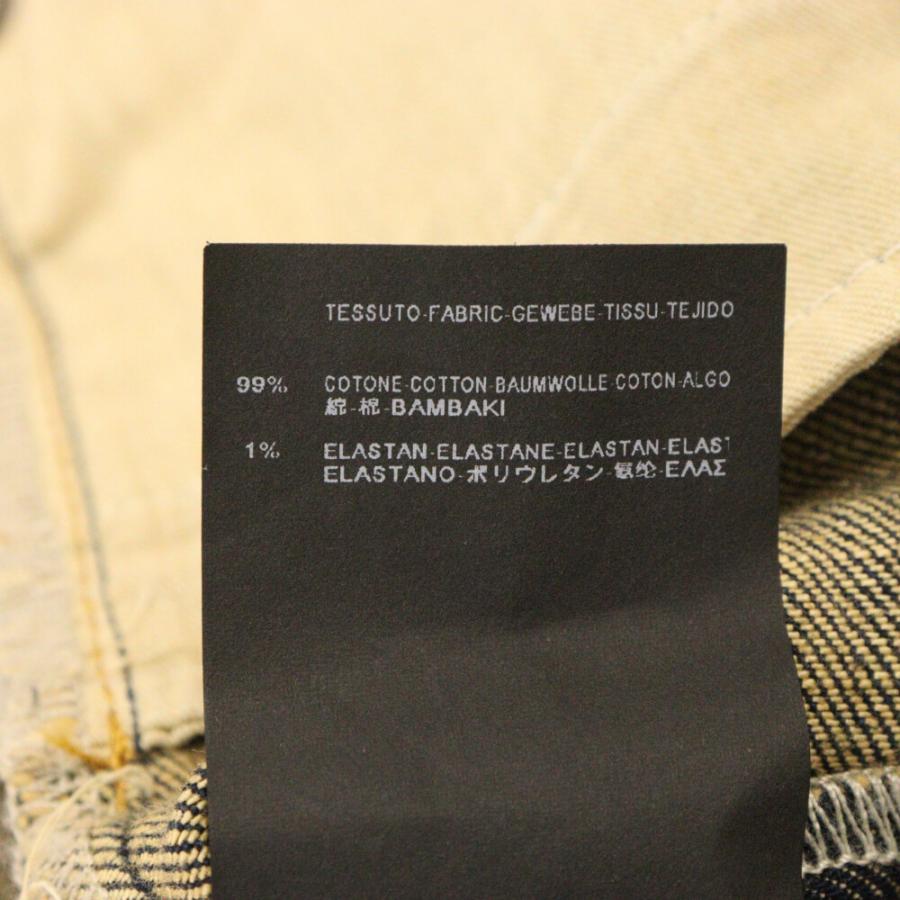 TESSUTO-FABRIC-GEWEBE-TISSU-TEJIDO
99% COTONE-COTTON-BAUMWOLLE-COTON-ALGO
綿-棉-BAMBAKI
1% ELASTAN-ELASTANE-ELASTAN-ELAST
ELASTANO-ポリウレタン-氨纶-ΕΛΑΣ